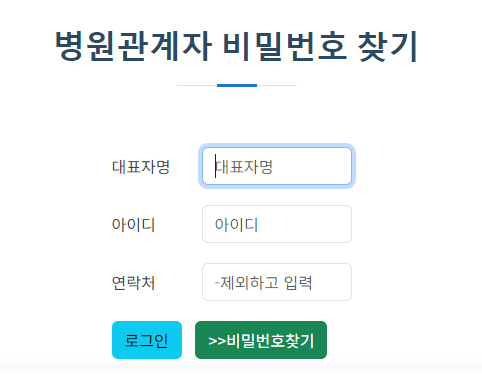 병원관계자 비밀번호 찾기
대표자명 대표자명
아이디 아이디
연락처 -제외하고 입력
로그인 >>비밀번호찾기